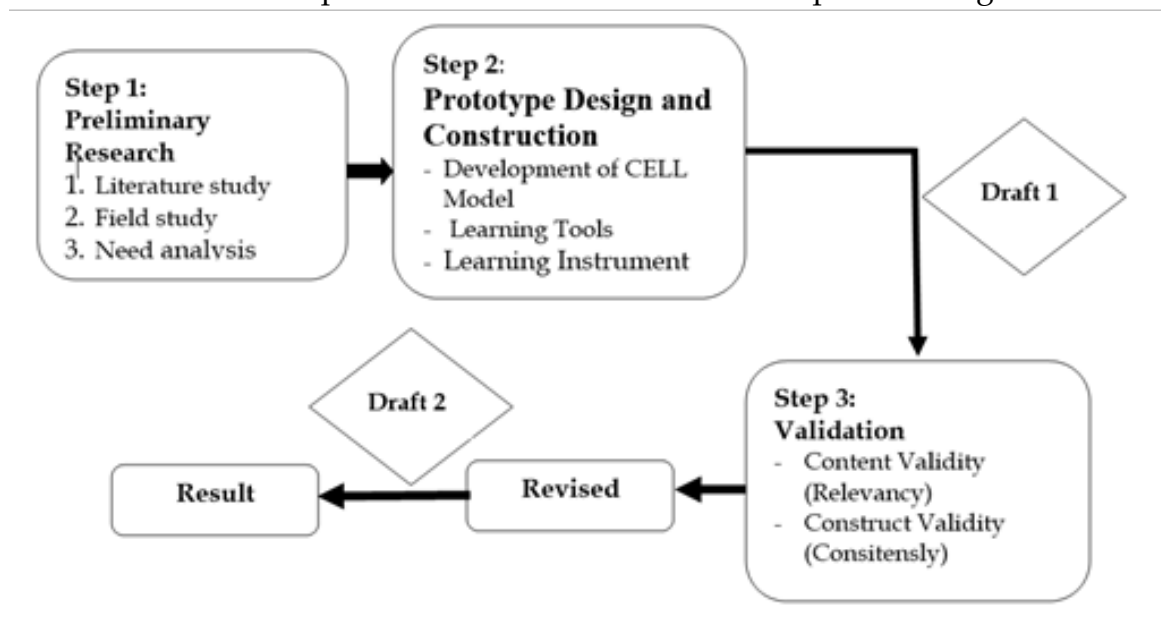 Step 1:
Preliminary
Research
1. Literature study
2. Field study
3. Need analysis
Step 2:
Prototype Design and
Construction
- Development of CELL
Model
- Learning Tools
- Learning Instrument
Draft 1
Step 3:
Validation
- Content Validity
(Relevancy)
- Construct Validity
(Consitensly)
Draft 2
Revised
Result